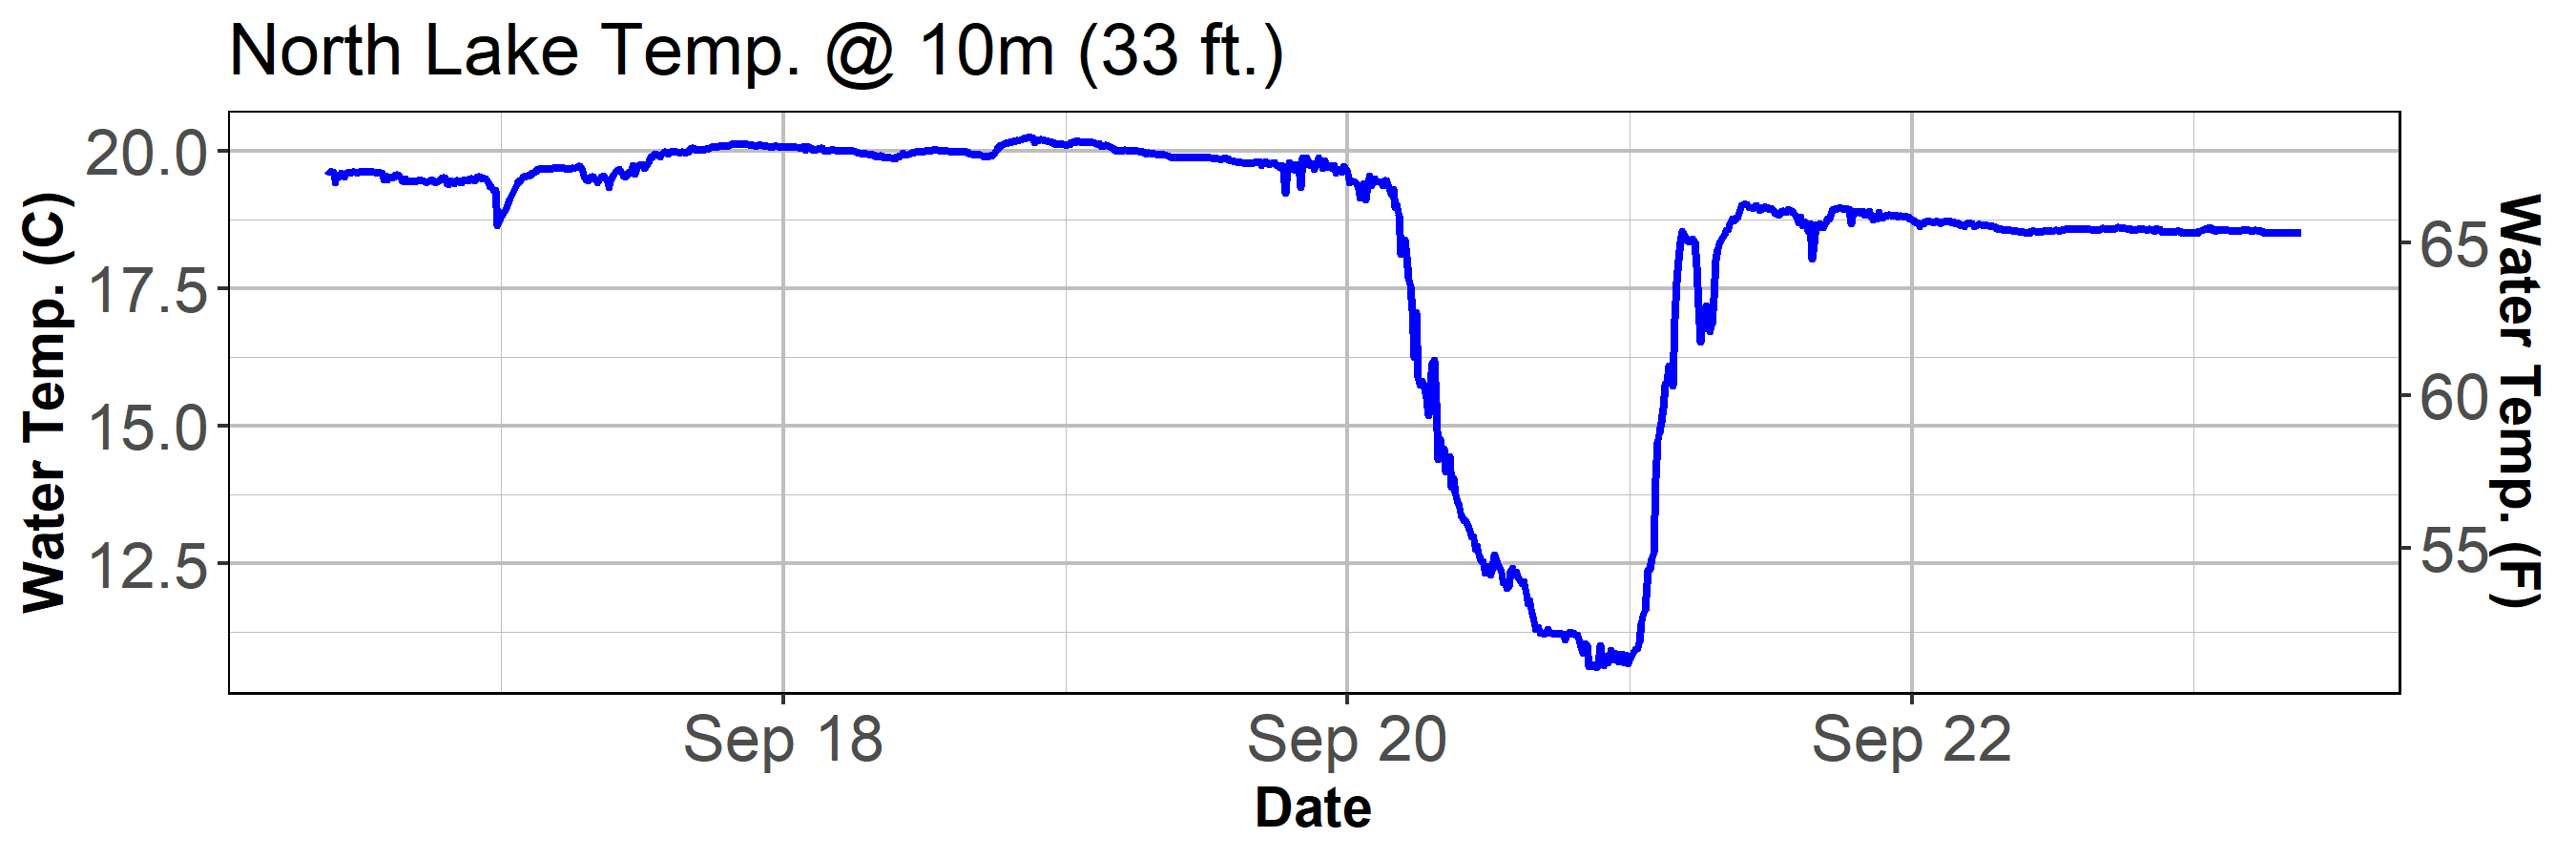 North Lake Temp. @ 10m (33 ft.)
Water Temp. (C)
20.0
17.5
15.0
12.5
65
60
55
Water Temp. (F)
Sep 18
Sep 20
Sep 22
Date